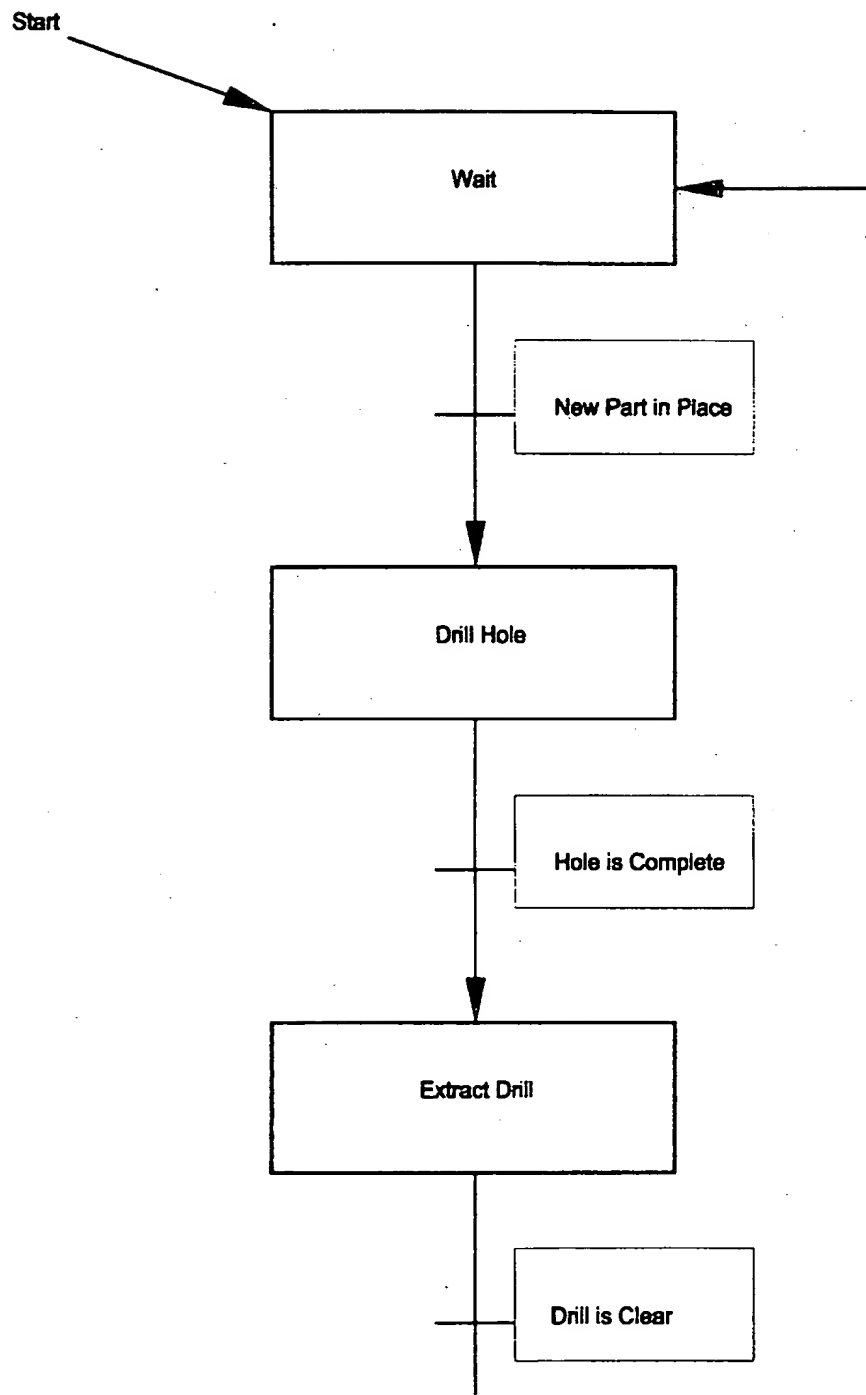 Start
Wait
New Part in Place
Drill Hole
Hole is Complete
Extract Drill
Drill is Clear